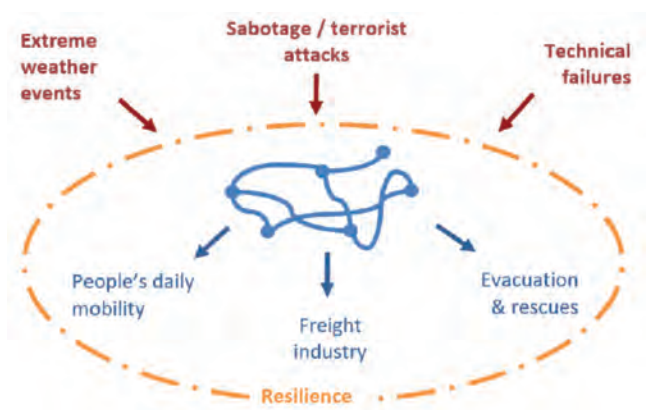 Extreme
weather
events
Sabotage / terrorist
attacks
Technical
failures
People's daily
mobility
Freight
industry
Evacuation
& rescues
Resilience